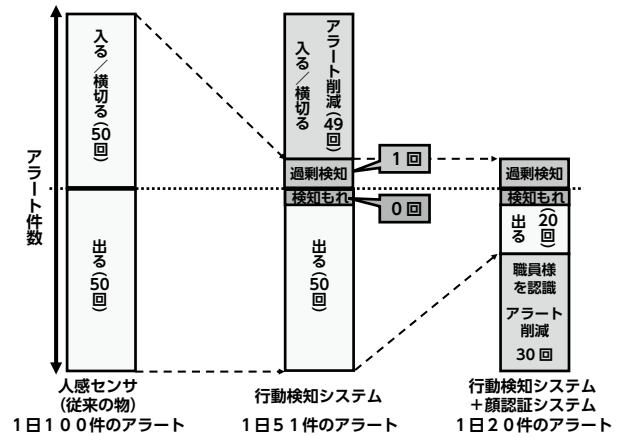 アラート件数
入る／横切る(50回)
出る(50回)
人感センサ
(従来の物)
1日100件のアラート
アラート削減(49回)
入る／横切る
過剰検知
1回
検知もれ
0回
出る(50回)
行動検知システム
1日51件のアラート
過剰検知
検知もれ
出る(20回)
職員様
を認識
アラート
削減
30回
行動検知システム
＋顔認証システム
1日20件のアラート